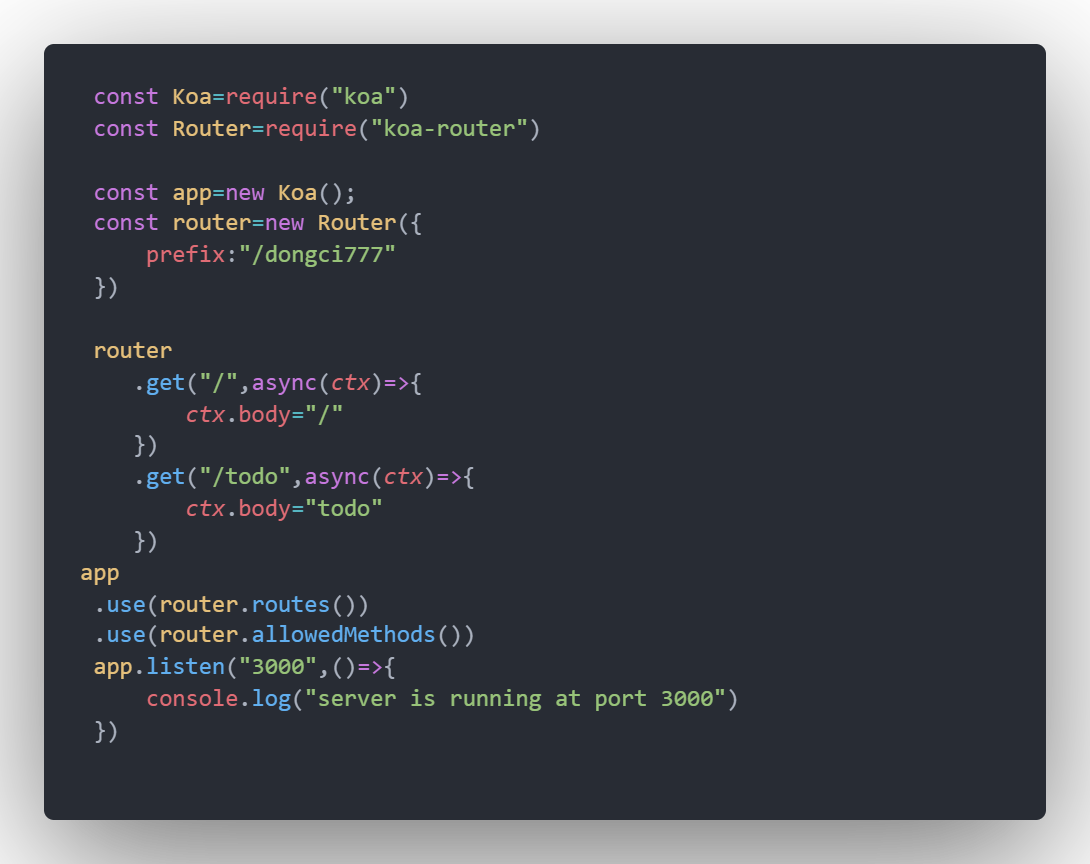 const Koa=require("koa")
const Router=require("koa-router")

const app=new Koa();
const router=new Router({
    prefix:"/dongci777"
})

router
   .get("/",async(ctx)=>{
       ctx.body="/"
   })
   .get("/todo",async(ctx)=>{
       ctx.body="todo"
   })
app
 .use(router.routes())
 .use(router.allowedMethods())
 app.listen("3000",()=>{
     console.log("server is running at port 3000")
 })